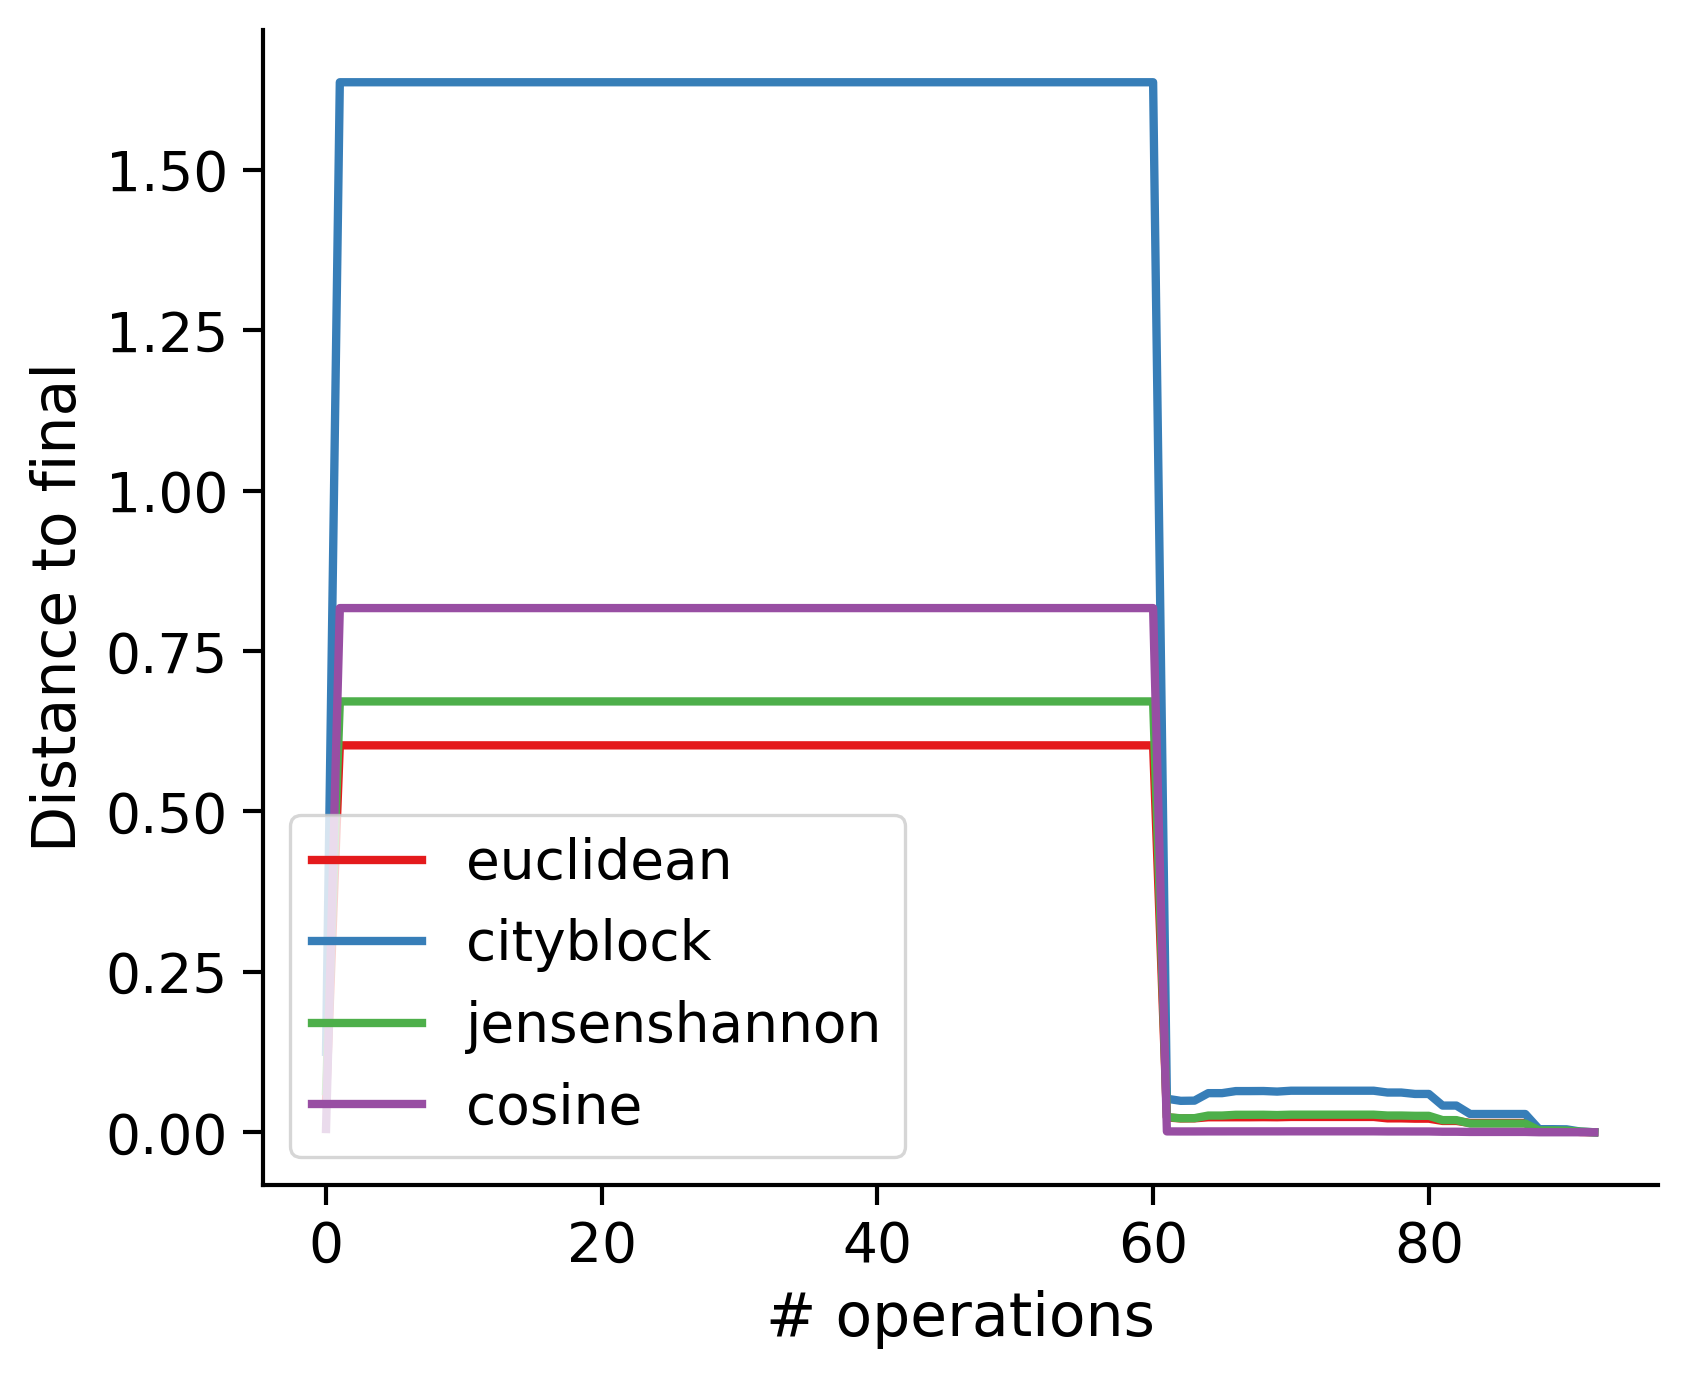 1.50
1.25
1.00
0.75
0.50
0.25
0.00
Distance to final
euclidean
cityblock
jensenshannon
cosine
0 20 40 60 80
# operations